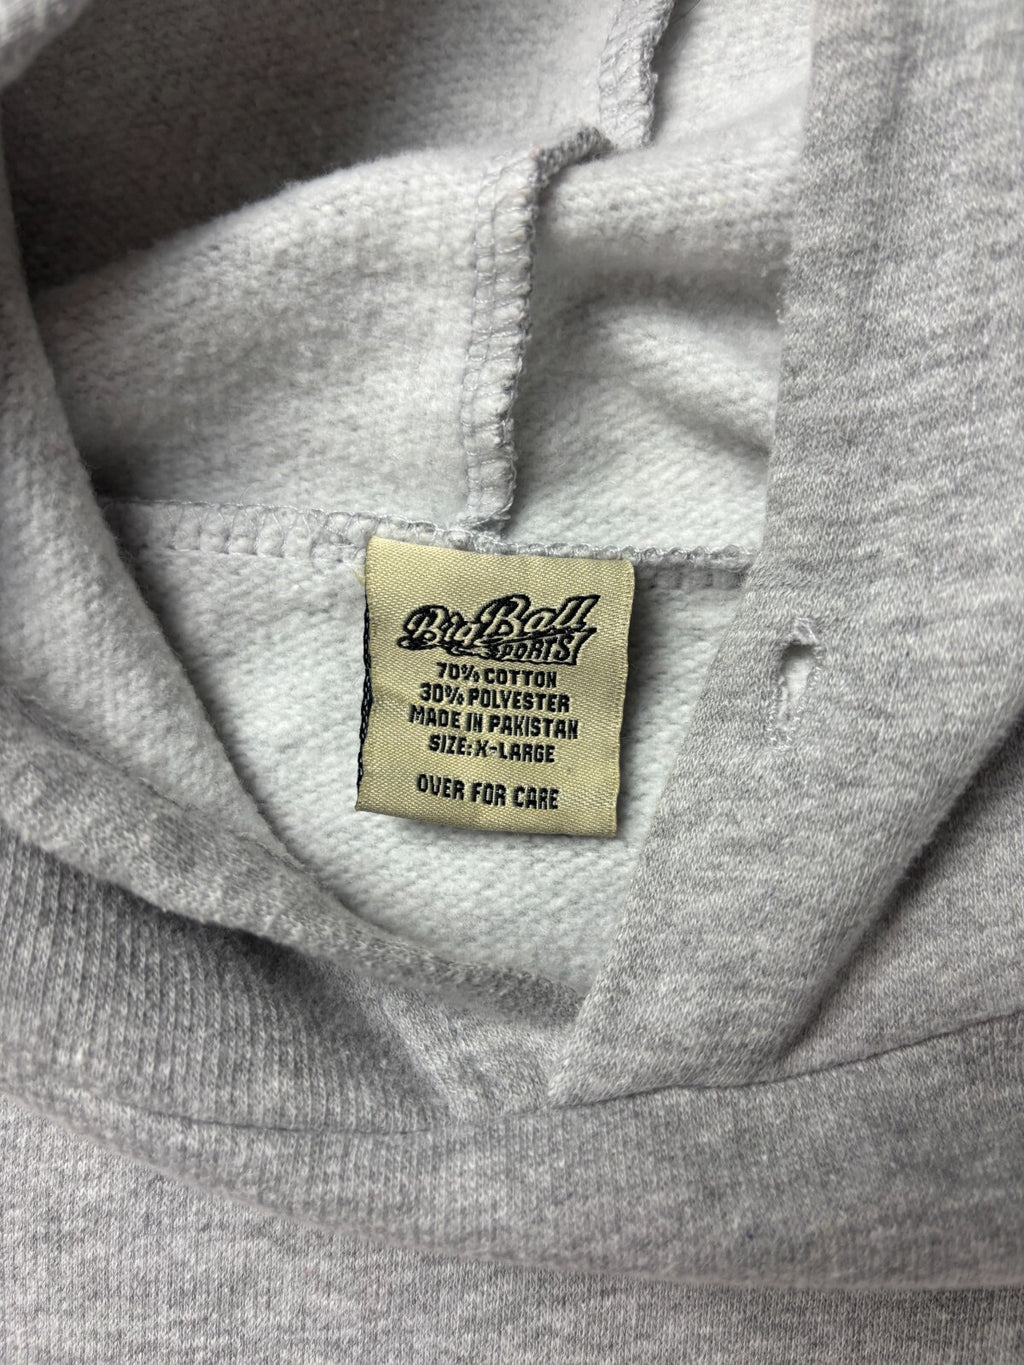 Big Ball
SPORTS
70% COTTON
30% POLYESTER
MADE IN PAKISTAN
SIZE: X-LARGE
OVER FOR CARE